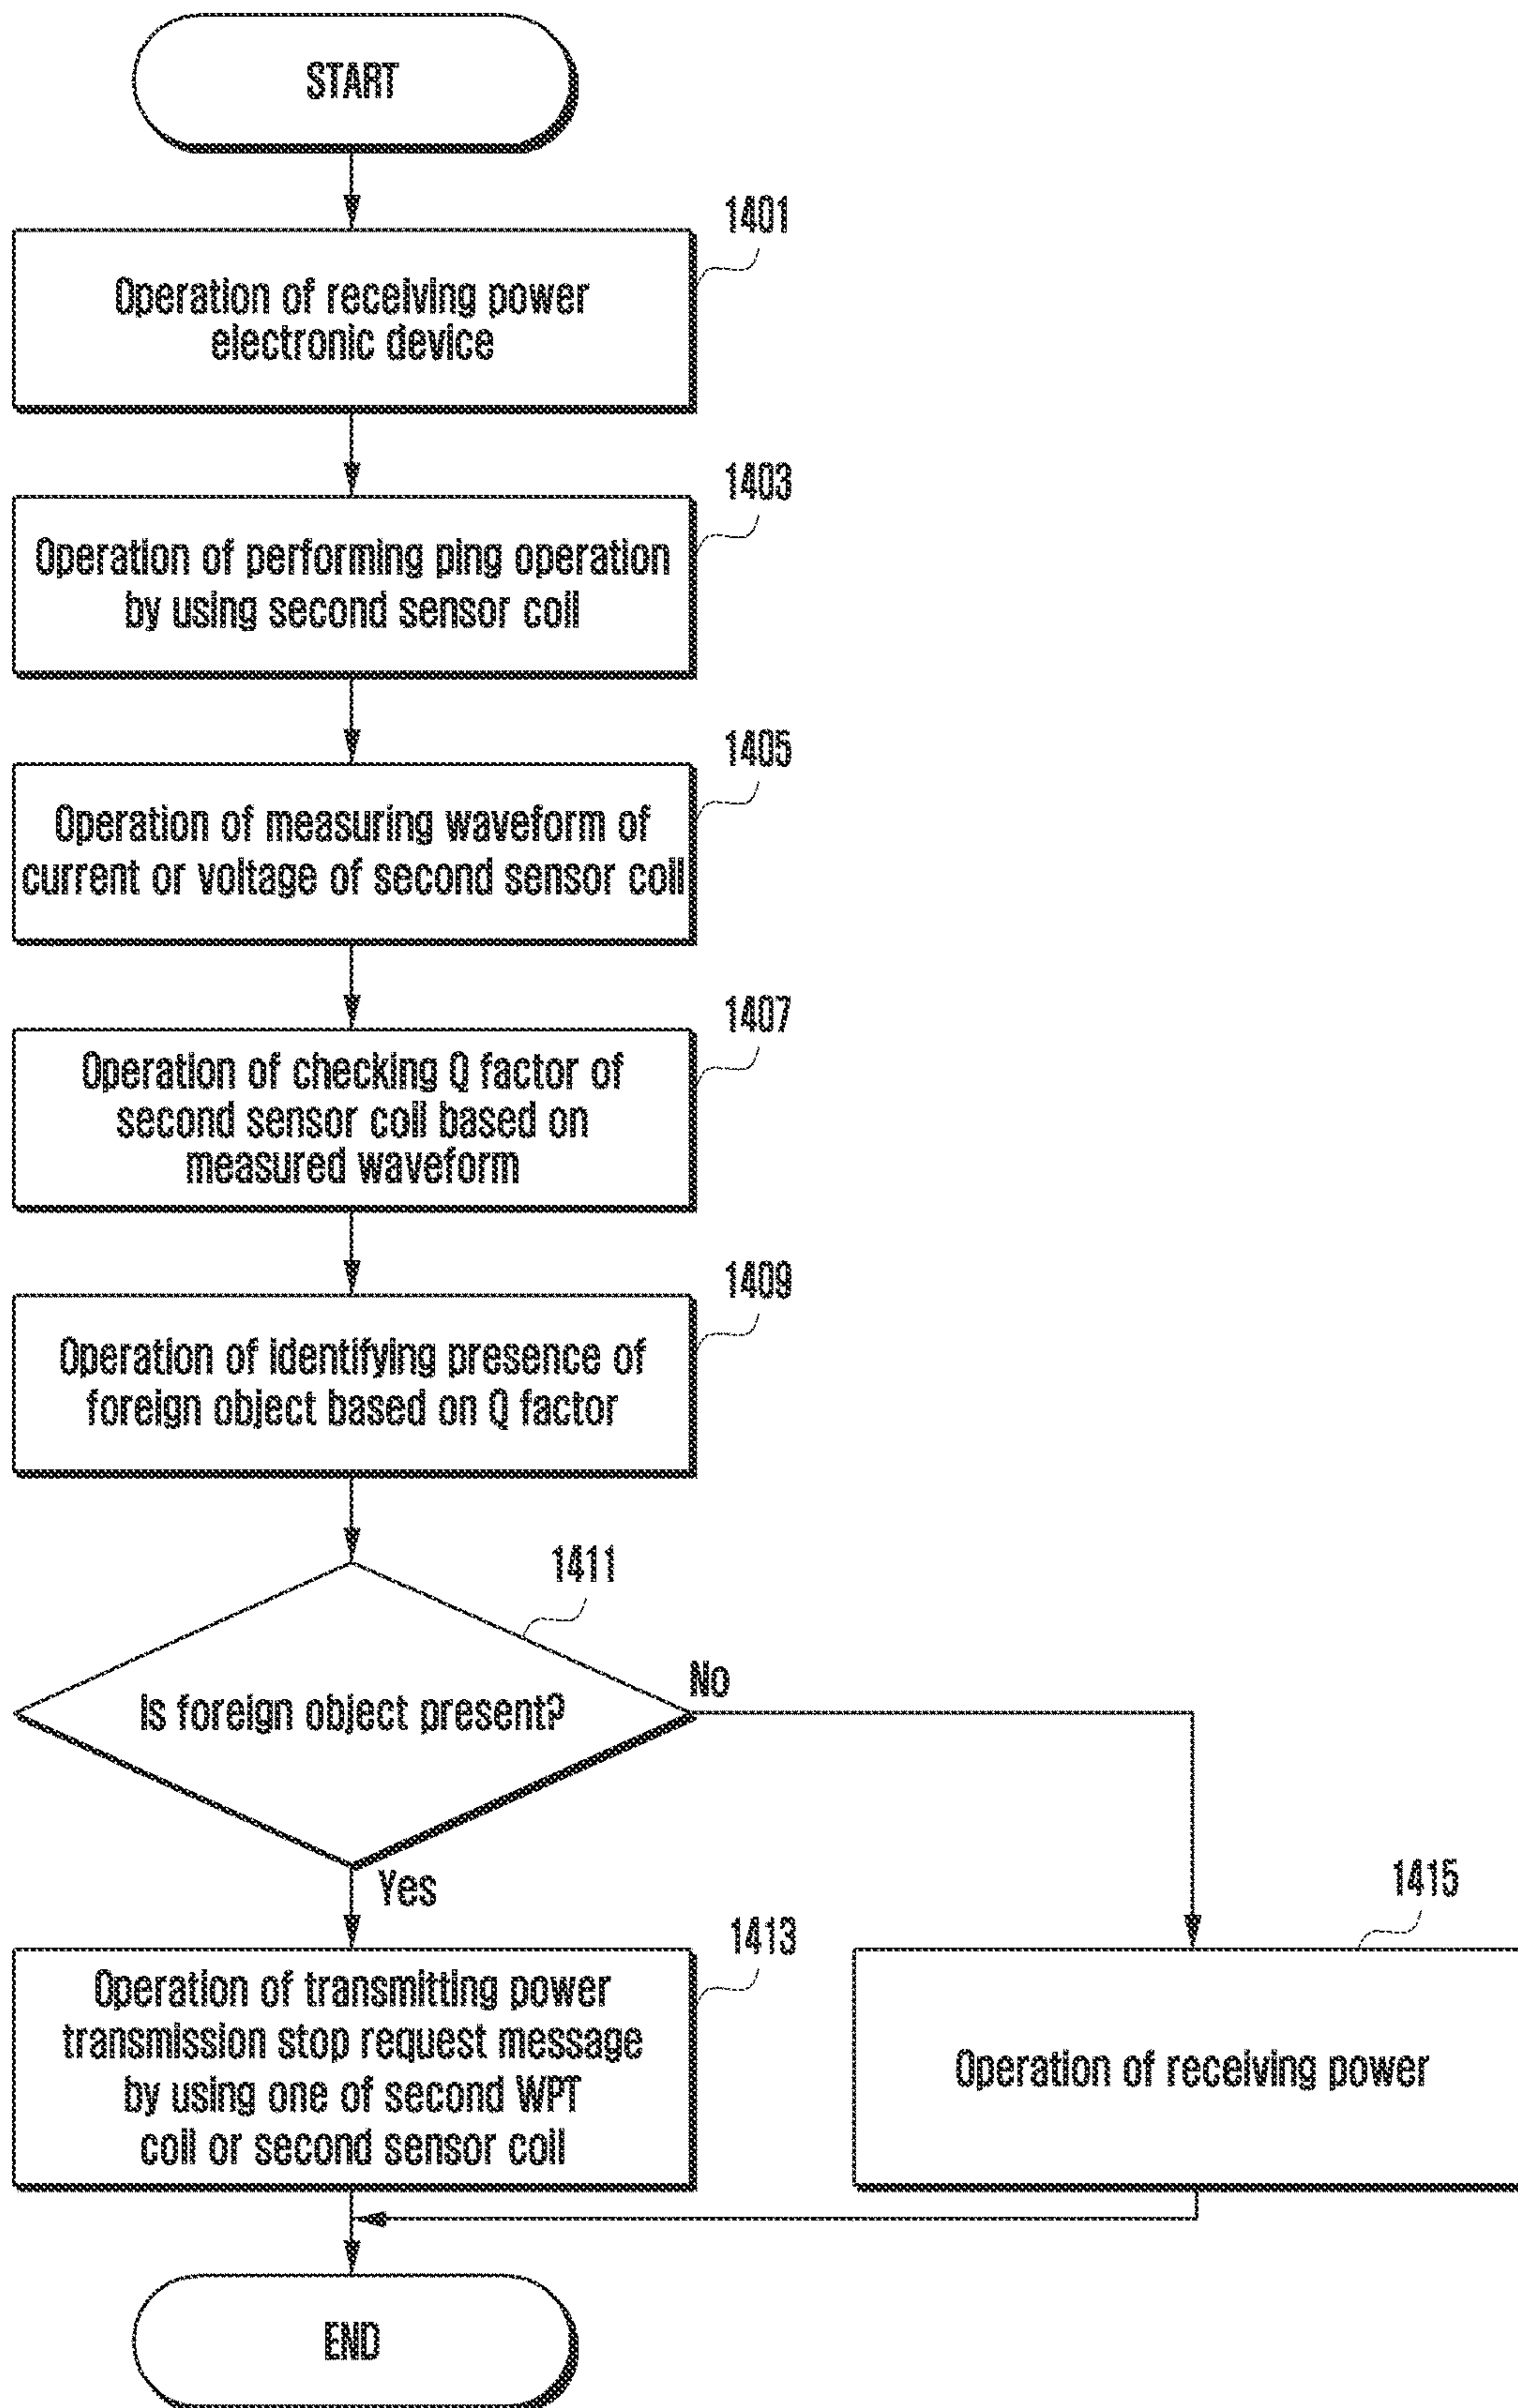 START
1401
Operation of receiving power
electronic device
1403
Operation of performing ping operation
by using second sensor coil
1405
Operation of measuring waveform of
current or voltage of second sensor coil
1407
Operation of checking Q factor of
second sensor coil based on
measured waveform
1409
Operation of identifying presence of
foreign object based on Q factor
1411
Is foreign object present?
No
Yes
1413
Operation of transmitting power
transmission stop request message
by using one of second WPT
coil or second sensor coil
1415
Operation of receiving power
END